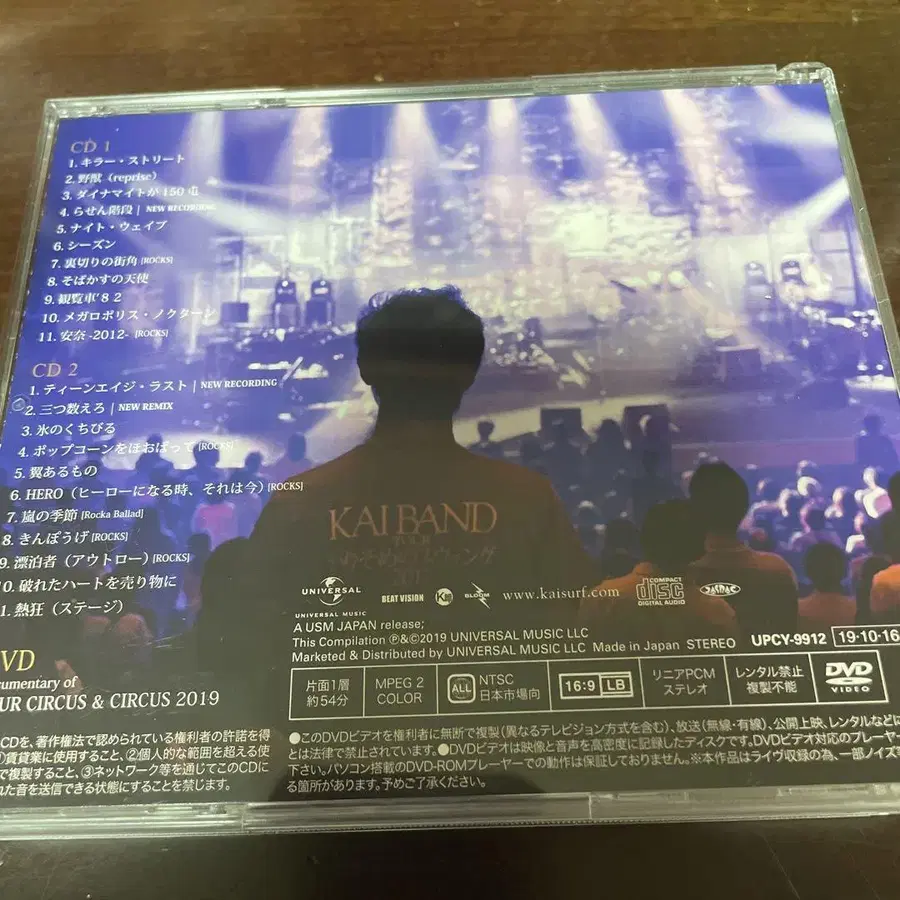 CD 1
1. キラー・ストリート
2. 野獣 (reprise)
3. ダイナマイトが150屯
4. らせん階段 | NEW RECORDING
5. ナイト・ウェイブ
6. シーズン
7. 裏切りの街角 [ROCKS]
8. そばかすの天使
9. 観覧車'82
10. メガロポリス・ノクターン
11. 安奈 -2012- [ROCKS]
CD 2
1. ティーンエイジ・ラスト | NEW RECORDING
2. 三つ数えろ | NEW REMIX
3. 氷のくちびる
4. ポップコーンをほおばって [ROCKS]
5. 翼あるもの
6. HERO（ヒーローになる時、それは今）[ROCKS]
7. 嵐の季節 [Rocka Ballad]
8. きんぽうげ [ROCKS]
9. 漂泊者（アウトロー）[ROCKS]
10. 破れたハートを売り物に
1. 熱狂（ステージ）
VD
cumentary of
UR CIRCUS & CIRCUS 2019
KAI BAND
TOUR
UNIVERSAL
UNIVERSAL MUSIC
BEAT VISION
BLOOM
www.kaisurf.com
COMPACT
disc
DIGITAL AUDIO
JASRAC
A USM JAPAN release;
This Compilation ℗&©2019 UNIVERSAL MUSIC LLC
Marketed & Distributed by UNIVERSAL MUSIC LLC Made in Japan STEREO
UPCY-9912
19·10·16
片面1層
約54分
MPEG 2
COLOR
ALL
NTSC
日本市場向
16:9 LB
リニアPCM
ステレオ
レンタル禁止
複製不能
DVD
VIDEO
CDを、著作権法で認められている権利者の許諾を得
①賃貸業に使用すること、②個人的な範囲を超える使
で複製すること、③ネットワーク等を通じてこのCDに
れた音を送信できる状態にすることを禁じます。
●このDVDビデオを権利者に無断で複製(異なるテレビジョン方式を含む)、放送(無線・有線)、公開上映、レンタルなどに
とは法律で禁止されています。●DVDビデオは映像と音声を高密度に記録したディスクです。DVDビデオ対応のプレーヤー
下さい。パソコン搭載のDVD-ROMプレーヤーでの動作は保証しておりません。※本作品はライヴ収録の為、一部ノイズ等
る箇所があります。予めご了承ください。